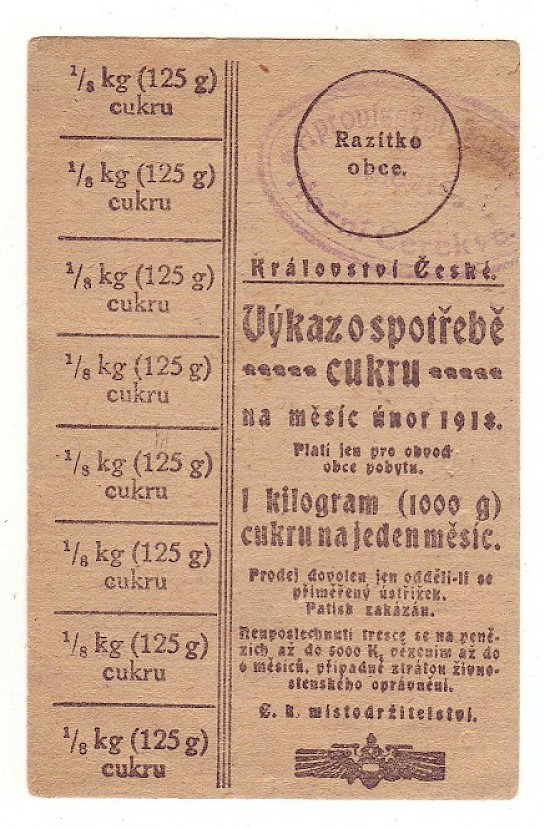 1/8 kg (125 g)
cukru
1/8 kg (125 g)
cukru
1/8 kg (125 g)
cukru
1/8 kg (125 g)
cukru
1/8 kg (125 g)
cukru
1/8 kg (125 g)
cukru
1/8 kg (125 g)
cukru
1/8 kg (125 g)
cukru
Razítko
obce.
Království České.
Výkaz o spotřebě
cukru
na měsíc únor 1918.
Platí jen pro obvod
obce pobytu.
1 kilogram (1000 g)
cukru na jeden měsíc.
Prodej dovolen jen oddělí-li se
přiměřený ústřižek.
Patisk zakázán.
Neuposlechnutí tresce se na peně-
zích až do 5000 K, vězením až do
6 měsíců, případně ztrátou živno-
stenského oprávnění.
C. k. místodržitelství.